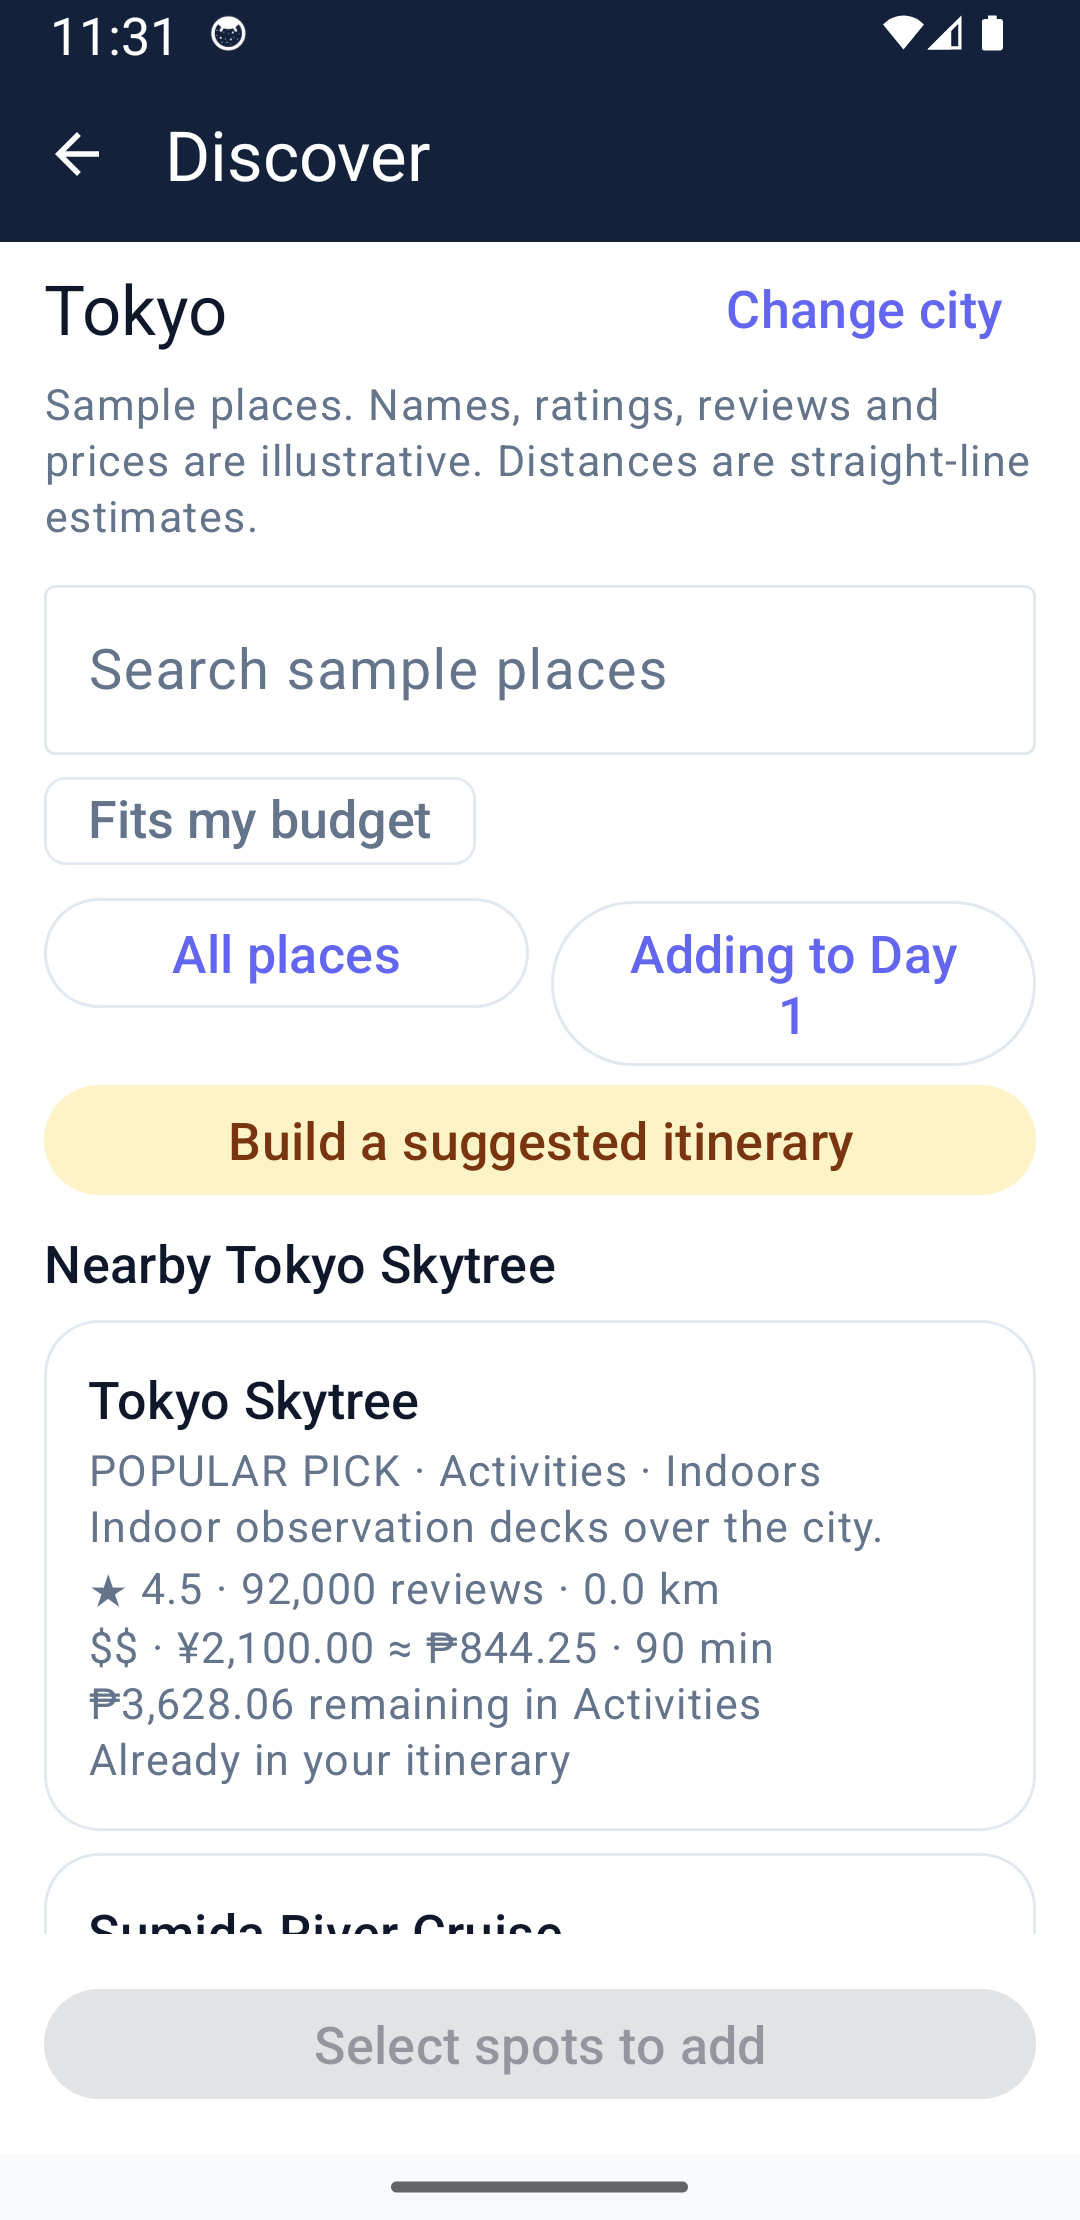 11:31
Discover
Tokyo
Change city
Sample places. Names, ratings, reviews and
prices are illustrative. Distances are straight-line
estimates.
Search sample places
Fits my budget
All places
Adding to Day
1
Build a suggested itinerary
Nearby Tokyo Skytree
Tokyo Skytree
POPULAR PICK · Activities · Indoors
Indoor observation decks over the city.
★ 4.5 · 92,000 reviews · 0.0 km
$$ · ¥2,100.00 ≈ ₱844.25 · 90 min
₱3,628.06 remaining in Activities
Already in your itinerary
Sumida River Cruise
Select spots to add